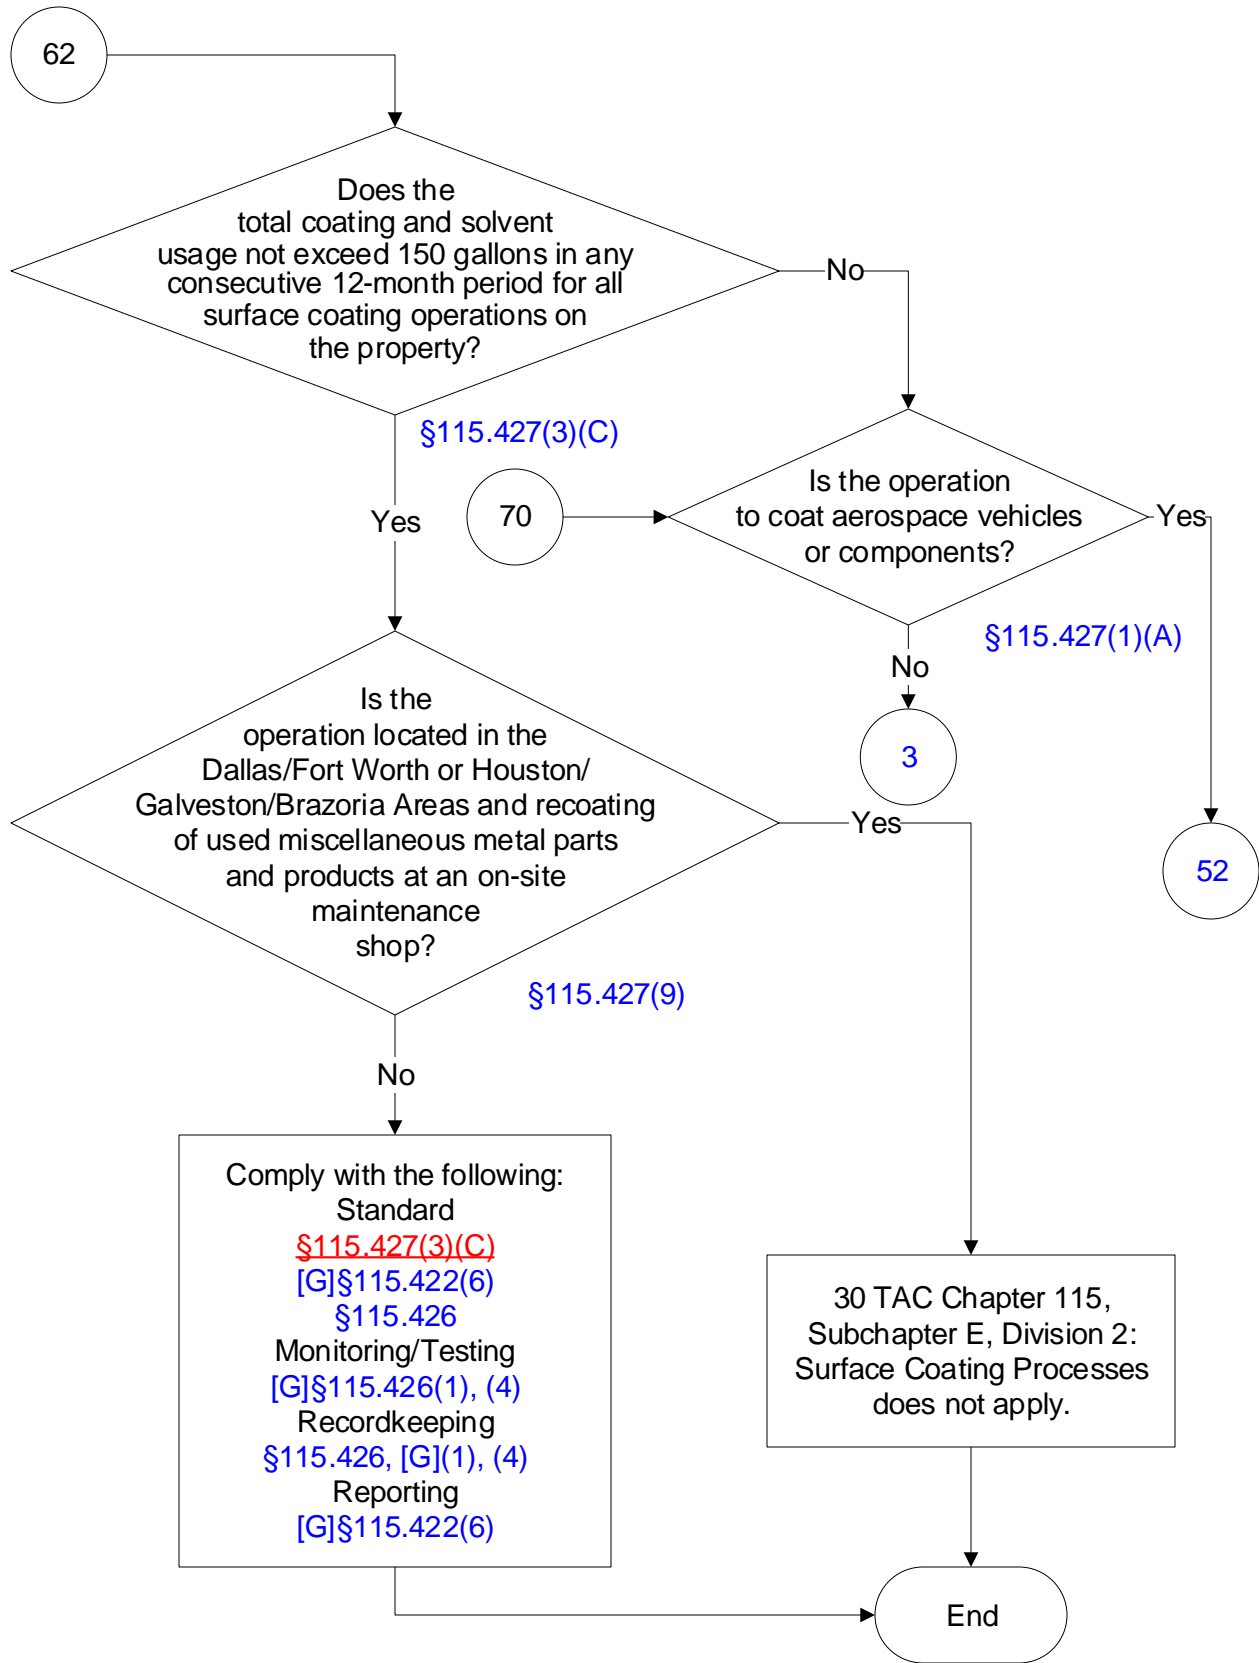 62
Does the
total coating and solvent
usage not exceed 150 gallons in any
consecutive 12-month period for all
surface coating operations on
the property?
No
§115.427(3)(C)
Yes
70
Is the operation
to coat aerospace vehicles
or components?
Yes
§115.427(1)(A)
No
3
52
Is the
operation located in the
Dallas/Fort Worth or Houston/
Galveston/Brazoria Areas and recoating
of used miscellaneous metal parts
and products at an on-site
maintenance
shop?
Yes
§115.427(9)
No
Comply with the following:
Standard
§115.427(3)(C)
[G]§115.422(6)
§115.426
Monitoring/Testing
[G]§115.426(1), (4)
Recordkeeping
§115.426, [G](1), (4)
Reporting
[G]§115.422(6)
30 TAC Chapter 115,
Subchapter E, Division 2:
Surface Coating Processes
does not apply.
End